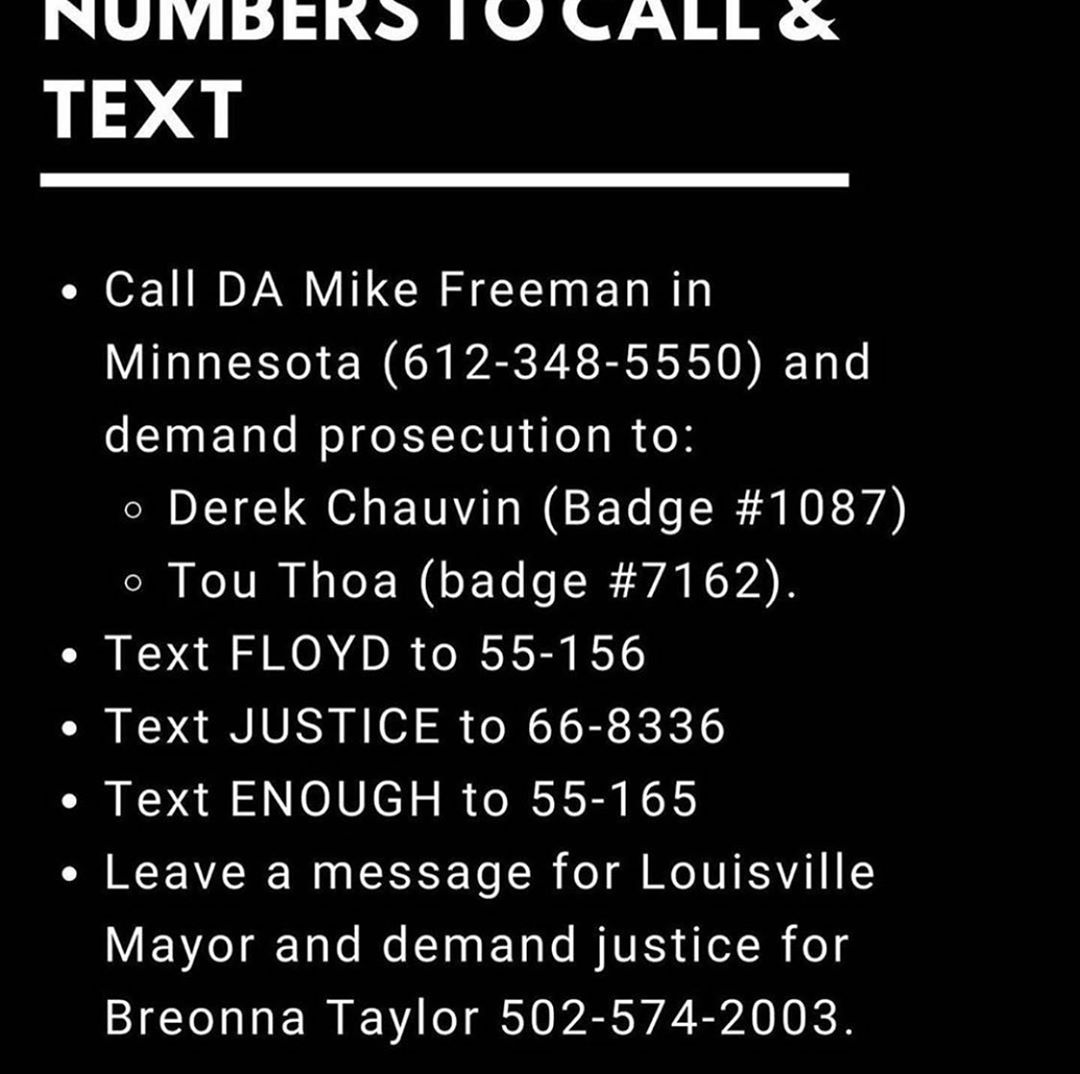 NUMBERS TO CALL &
TEXT
• Call DA Mike Freeman in
Minnesota (612-348-5550) and
demand prosecution to:
◦ Derek Chauvin (Badge #1087)
◦ Tou Thoa (badge #7162).
• Text FLOYD to 55-156
• Text JUSTICE to 66-8336
• Text ENOUGH to 55-165
• Leave a message for Louisville
Mayor and demand justice for
Breonna Taylor 502-574-2003.